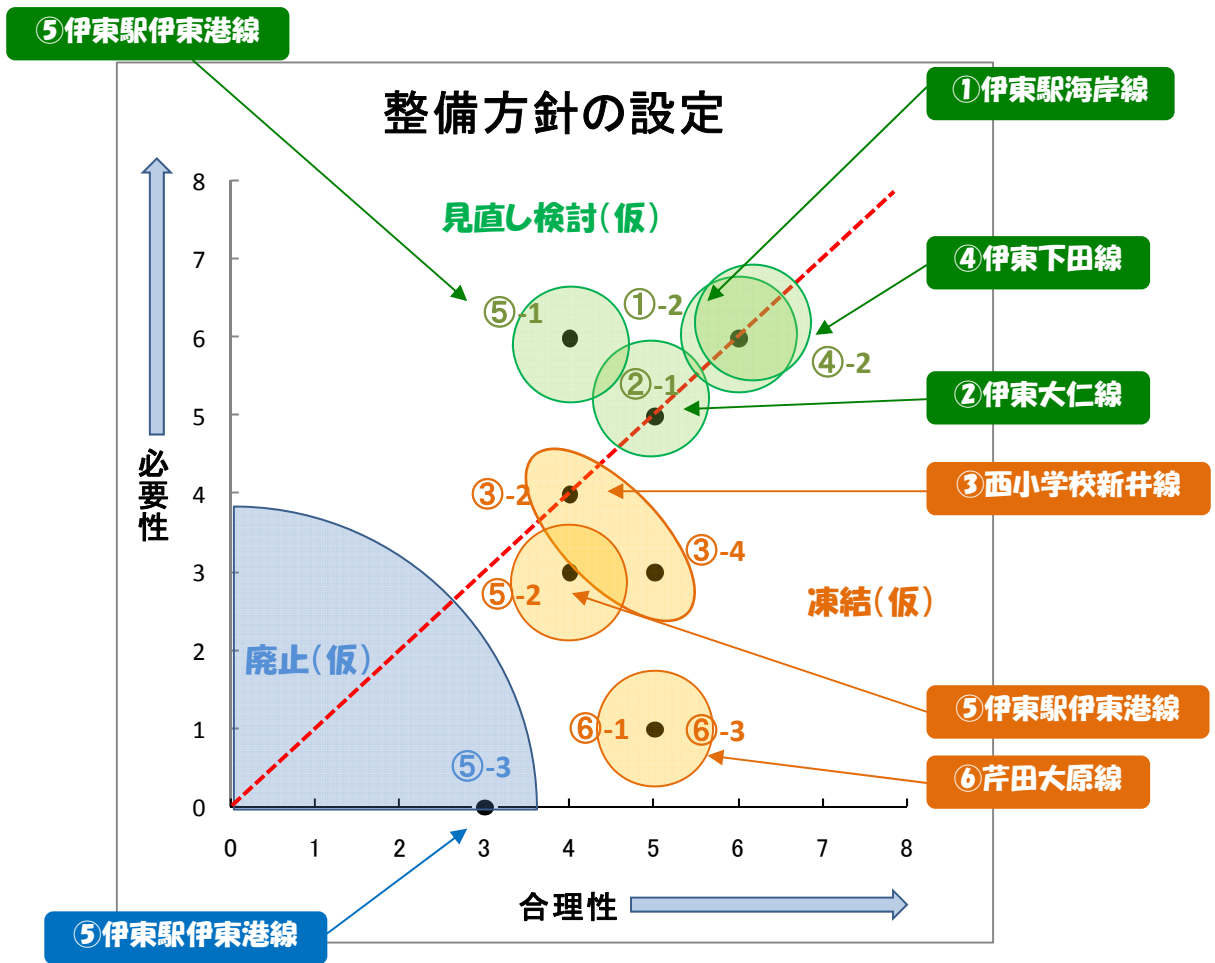 ⑤伊東駅伊東港線
整備方針の設定
①伊東駅海岸線
8
見直し検討(仮)
7
④伊東下田線
⑤-1
①-2
6
④-2
②伊東大仁線
②-1
5
必要性
③西小学校新井線
4
③-2
③-4
3
⑤-2
凍結(仮)
2
廃止(仮)
⑤伊東駅伊東港線
1
⑥-1
⑥-3
⑥芹田大原線
⑤-3
0
0 1 2 3 4 5 6 7 8
合理性
⑤伊東駅伊東港線